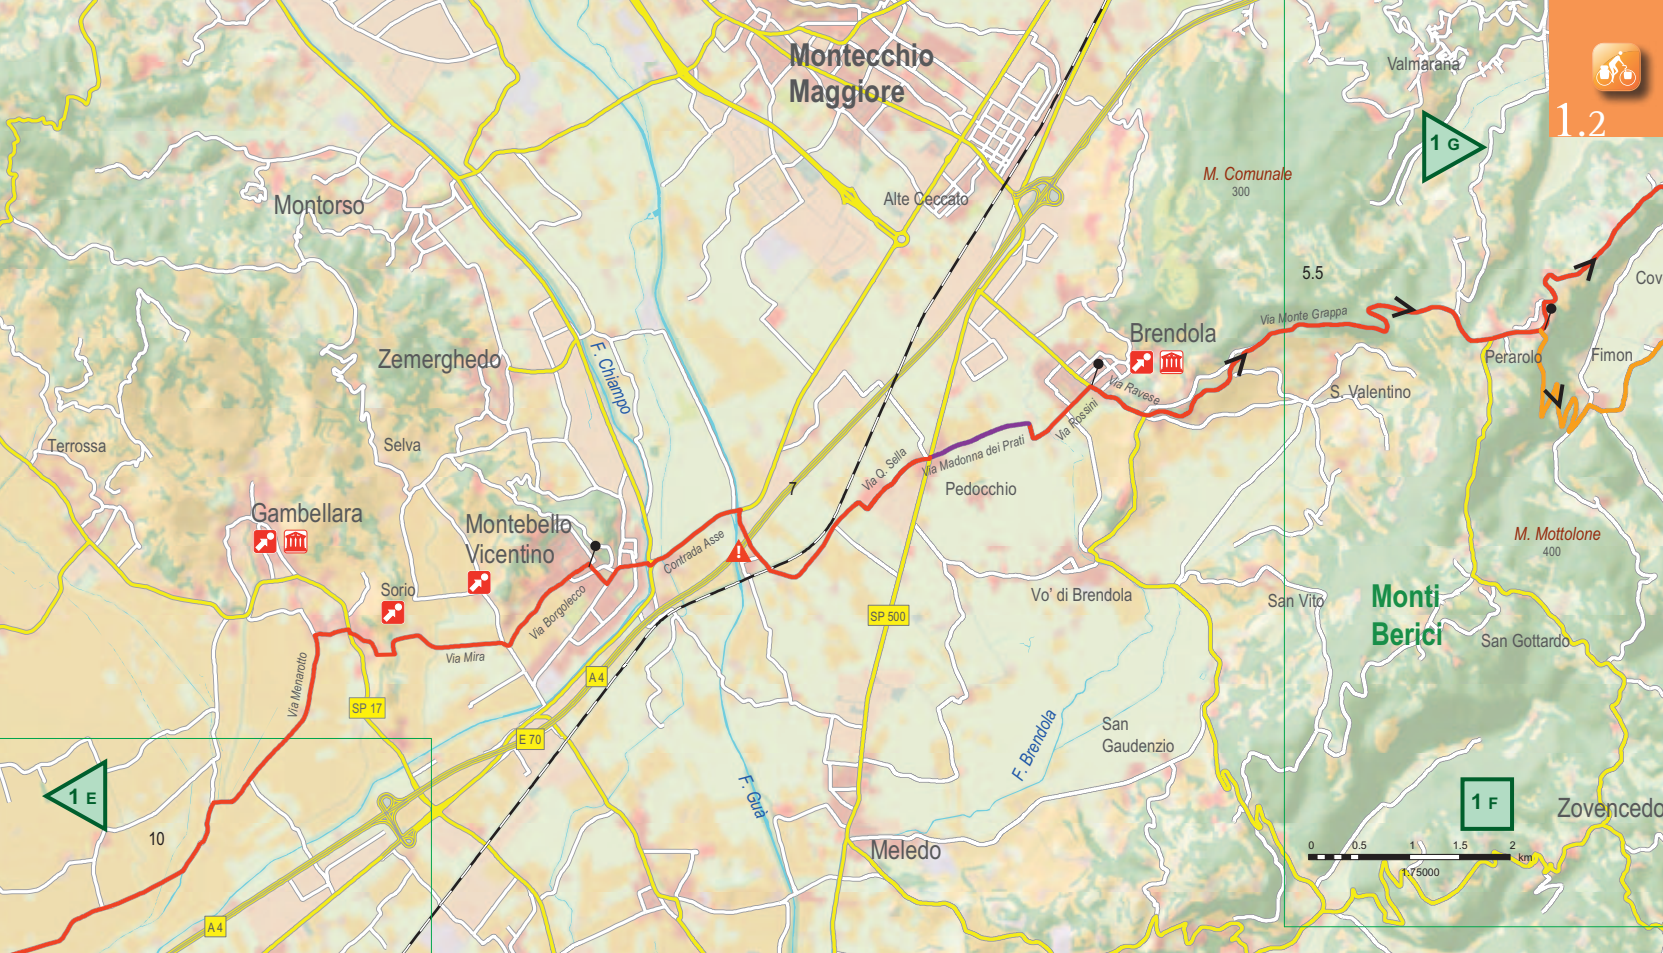 Montecchio
Maggiore
Valmarana
1.2
1 G
M. Comunale
300
Alte Ceccato
Montorso
5.5
Cov
Via Monte Grappa
Brendola
Zemerghedo
F. Chiampo
Perarolo
Fimon
Via Ravese
S. Valentino
Via Rossini
Terrossa
Selva
Via Q. Sella
Via Madonna dei Prati
7
Pedocchio
Gambellara
Montebello
Vicentino
M. Mottolone
400
Contrada Asse
!
Sorio
Via Borgolecco
Vo' di Brendola
San Vito
Monti
Berici
SP 500
San Gottardo
Via Mira
Via Menarotto
A 4
SP 17
E 70
San
Gaudenzio
F. Brendola
F. Guà
1 E
1 F
Zovencedo
10
Meledo
0 0.5 1 1.5 2
km
1:75000
A 4